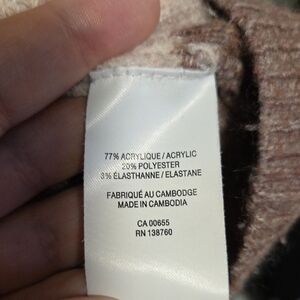 77% ACRYLIQUE / ACRYLIC
20% POLYESTER
3% ÉLASTHANNE / ELASTANE
FABRIQUÉ AU CAMBODGE
MADE IN CAMBODIA
CA 00655
RN 138760